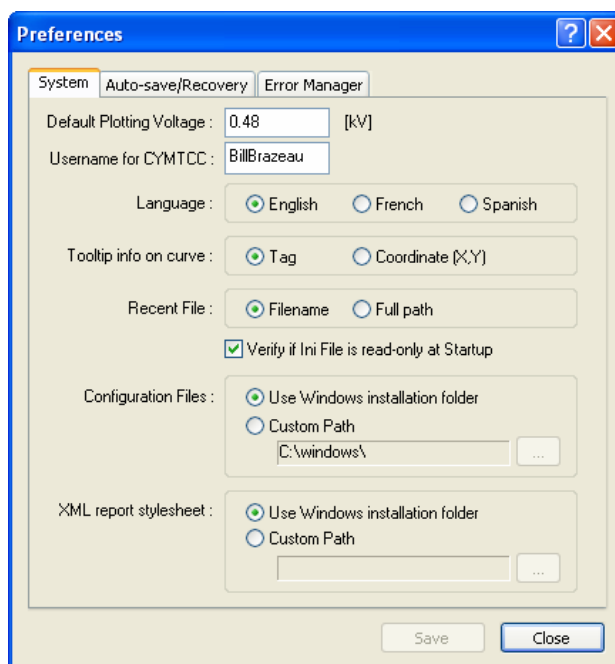 Preferences
System Auto-save/Recovery Error Manager
Default Plotting Voltage : 0.48 [kV]
Username for CYMTCC : BillBrazeau
Language : English French Spanish
Tooltip info on curve : Tag Coordinate (X,Y)
Recent File : Filename Full path
Verify if Ini File is read-only at Startup
Configuration Files : Use Windows installation folder
Custom Path
C:\windows\ ...
XML report stylesheet : Use Windows installation folder
Custom Path
...
Save Close